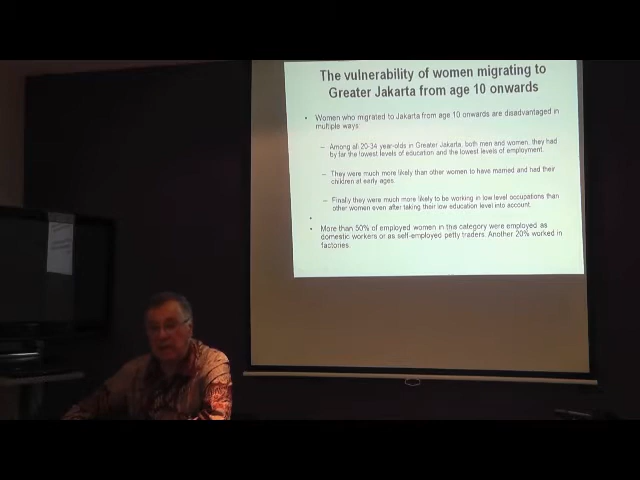 The vulnerability of women migrating to
Greater Jakarta from age 10 onwards
• Women who migrated to Jakarta from age 10 onwards are disadvantaged in
multiple ways:
– Among all 20-34 year-olds in Greater Jakarta, both men and women, they had
by far the lowest levels of education and the lowest levels of employment.
– They were much more likely than other women to have married and had their
children at early ages.
– Finally they were much more likely to be working in low level occupations than
other women even after taking their low education level into account.
•
• More than 50% of employed women in this category were employed as
domestic workers or as self-employed petty traders. Another 20% worked in
factories.